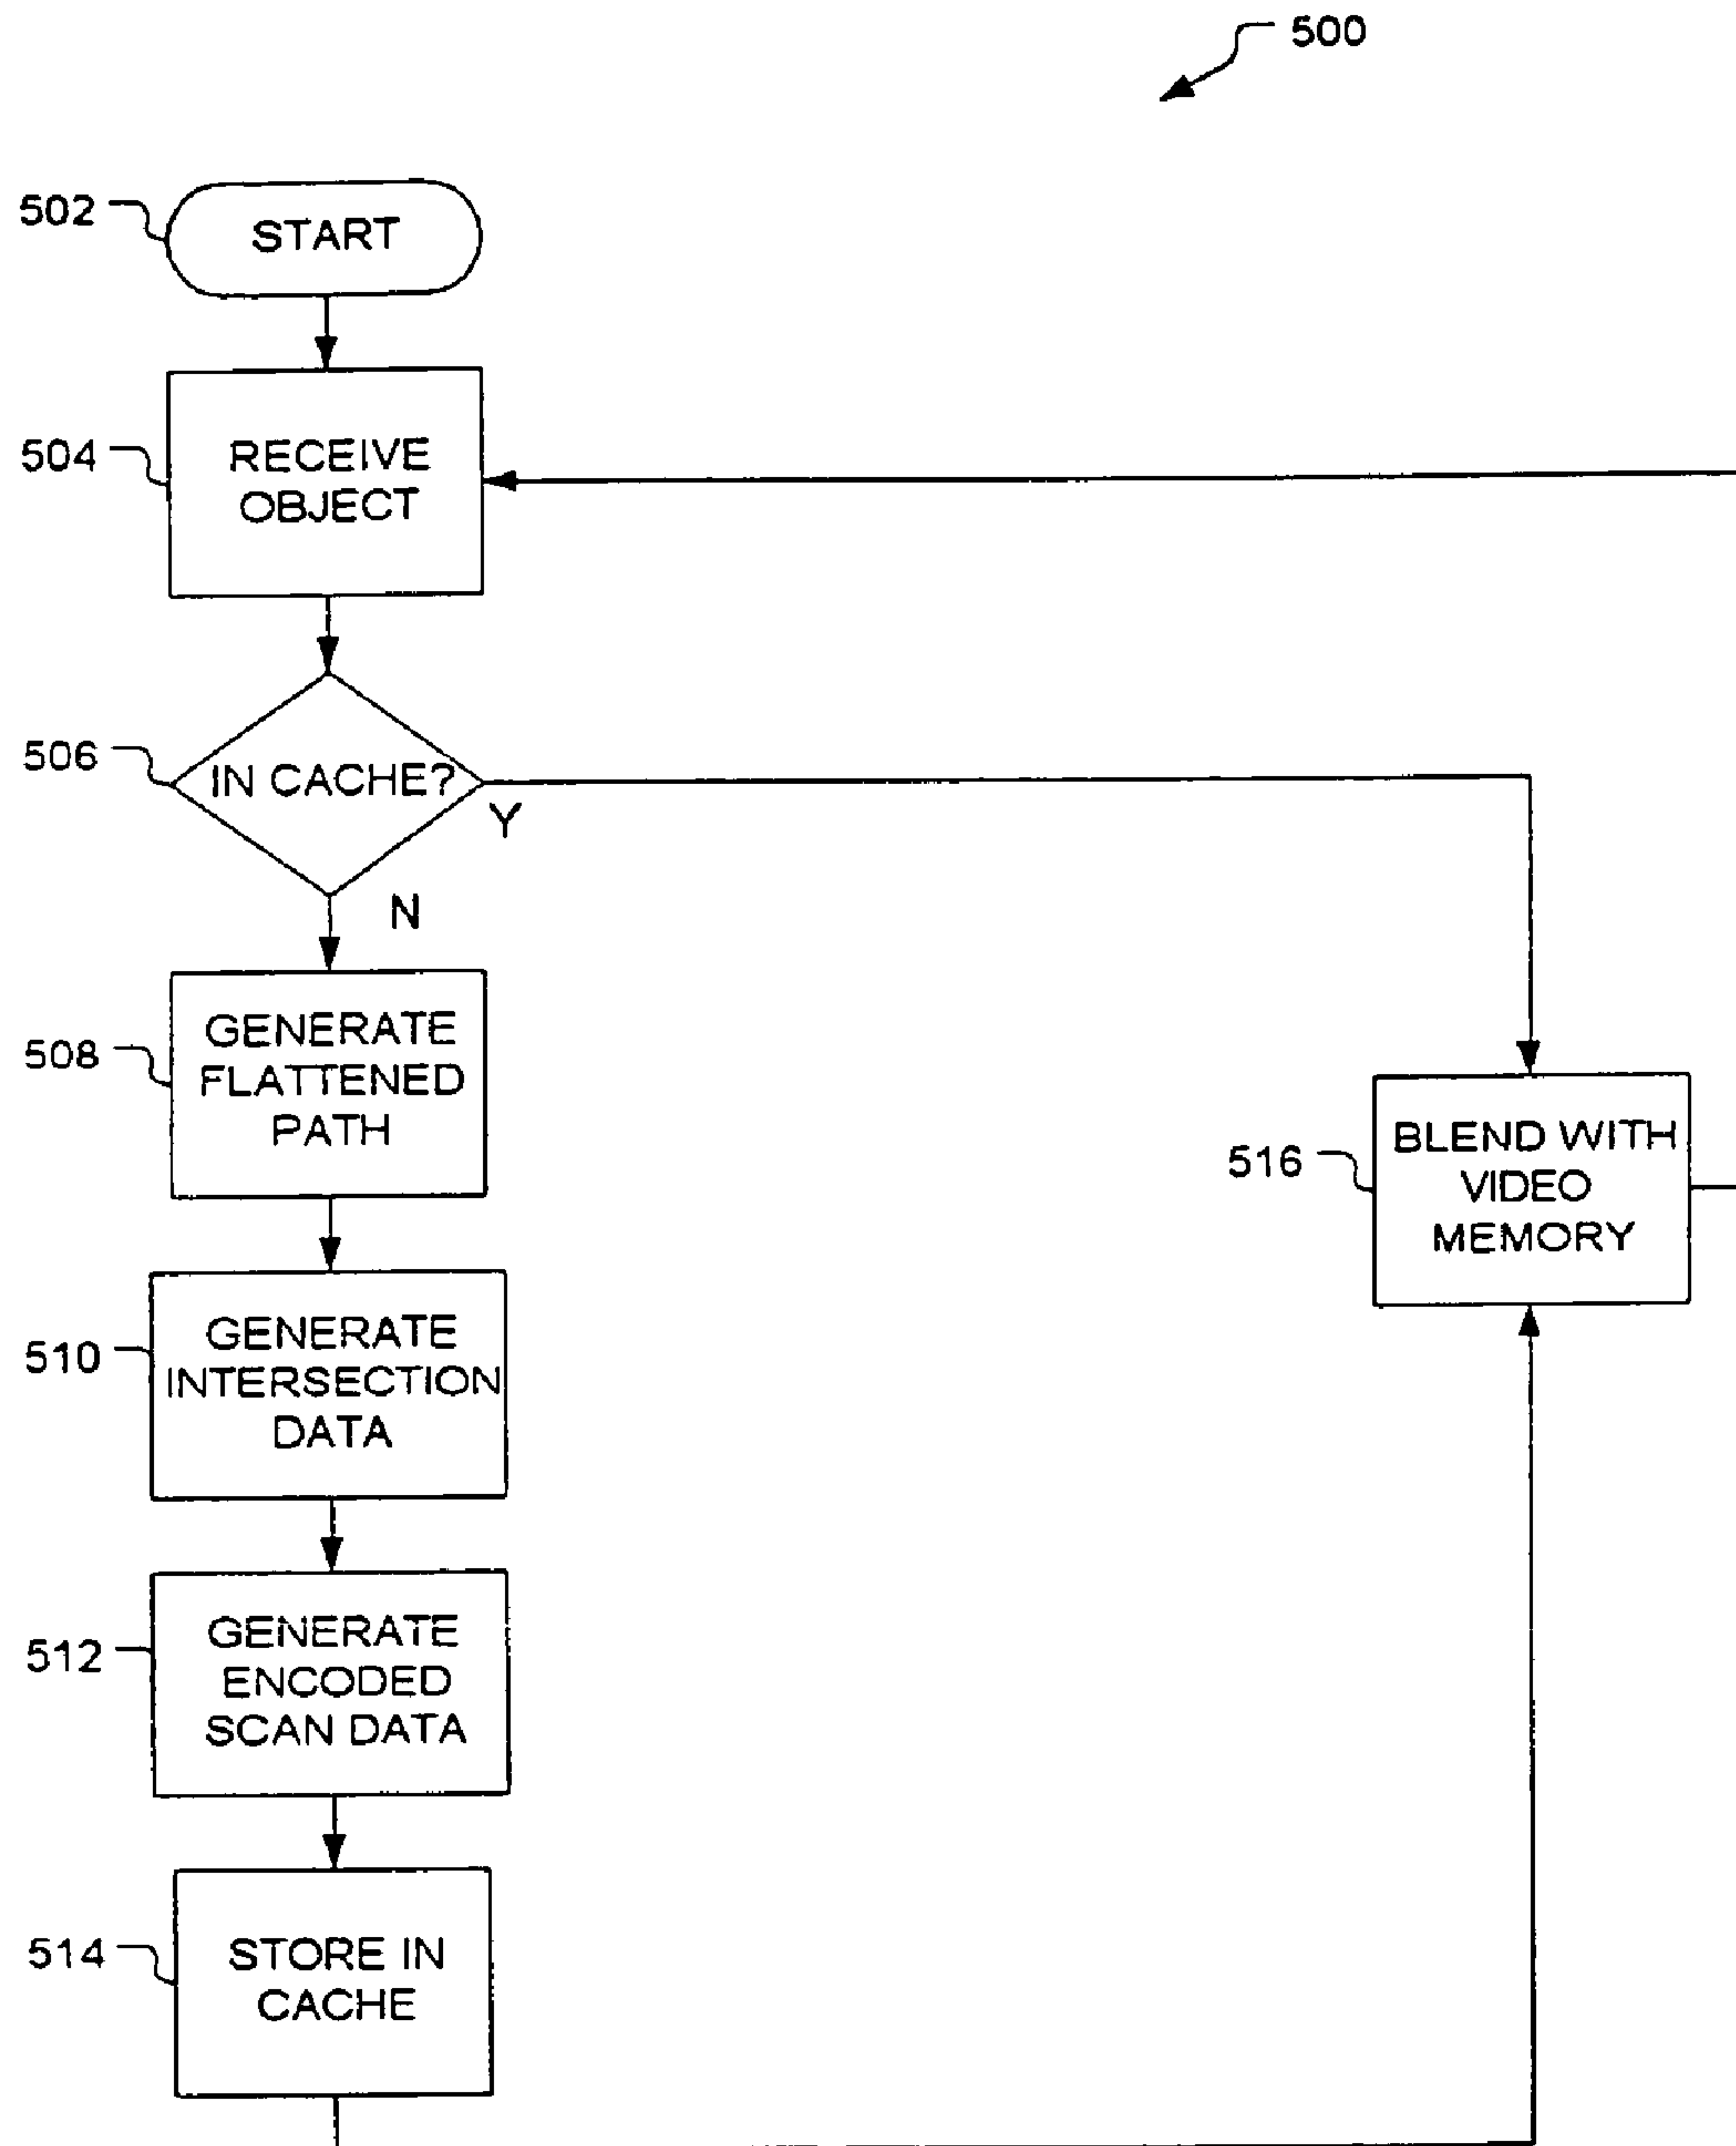 500
502
START
504
RECEIVE
OBJECT
506
IN CACHE?
Y
N
508
GENERATE
FLATTENED
PATH
516
BLEND WITH
VIDEO
MEMORY
510
GENERATE
INTERSECTION
DATA
512
GENERATE
ENCODED
SCAN DATA
514
STORE IN
CACHE